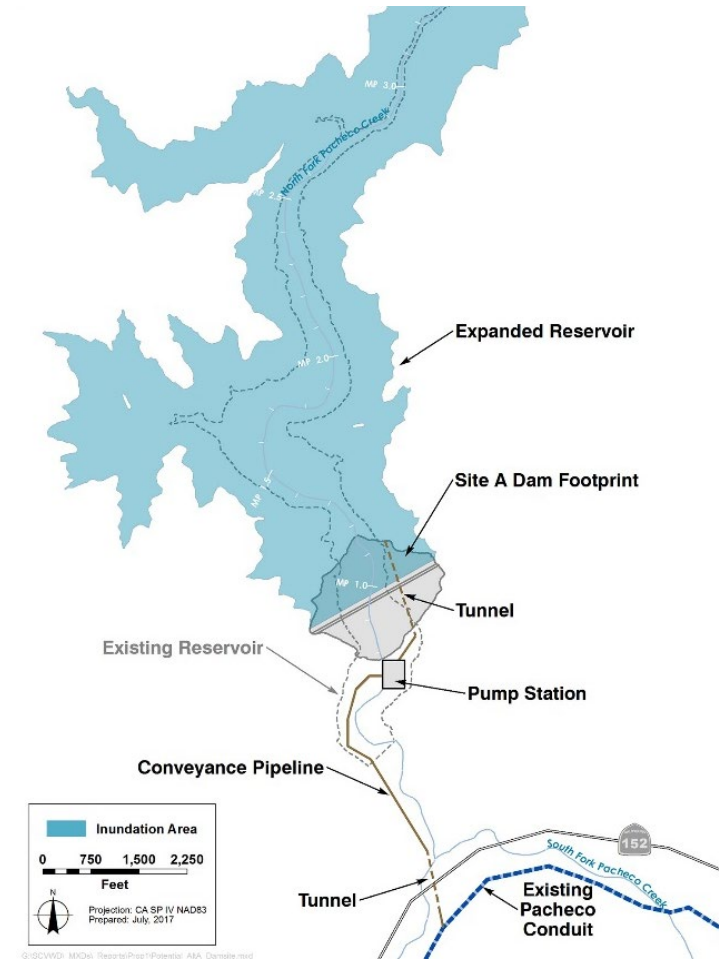 MP 3.0
North Fork Pacheco Creek
MP 2.5
Expanded Reservoir
MP 2.0
Site A Dam Footprint
MP 1.5
MP 1.0
Tunnel
Existing Reservoir
Pump Station
Conveyance Pipeline
152
South Fork Pacheco Creek
Existing
Pacheco
Conduit
Tunnel
Inundation Area
0 750 1,500 2,250
Feet
N
Projection: CA SP IV NAD83
Prepared: July, 2017